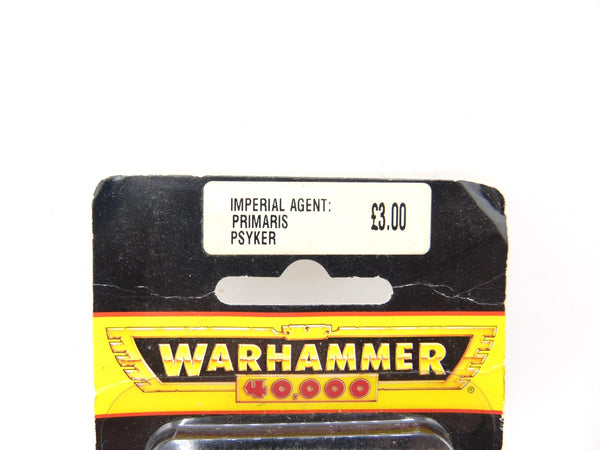 IMPERIAL AGENT:
PRIMARIS
PSYKER
£3.00
WARHAMMER
40,000
®